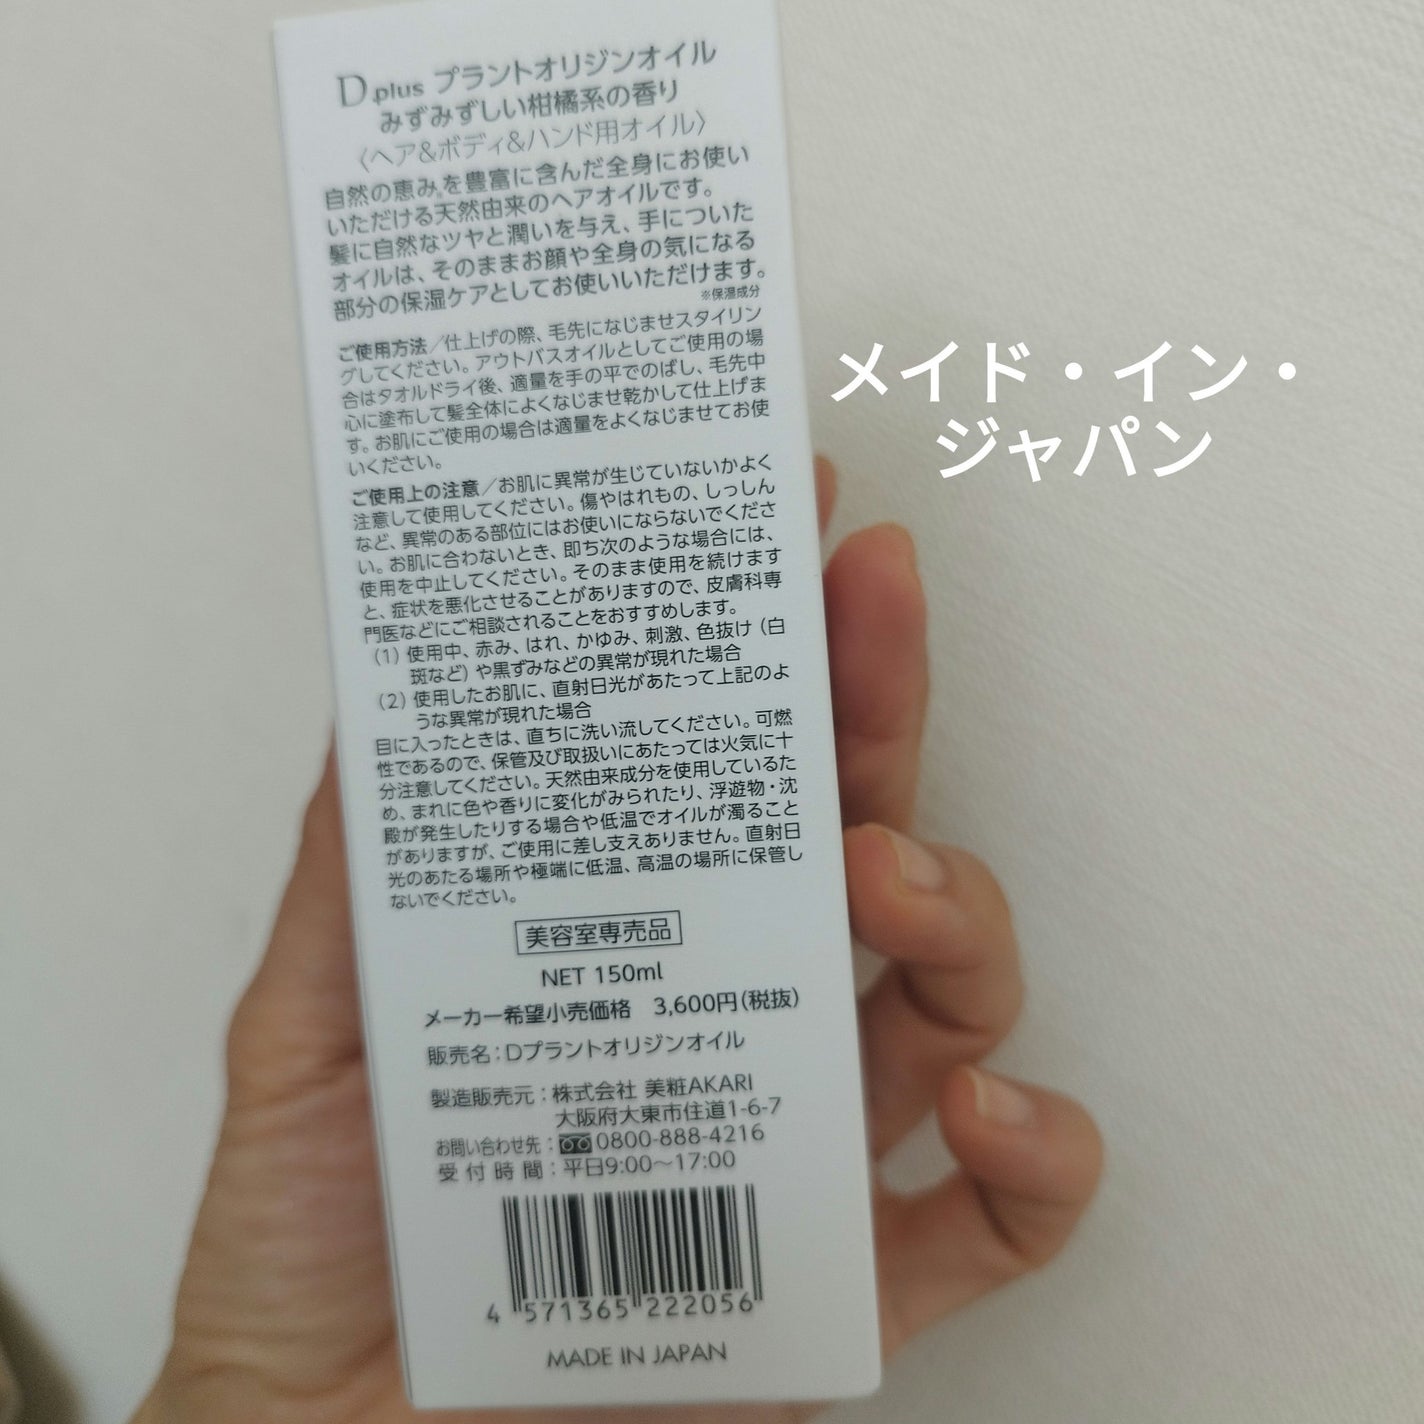 D.plus プラントオリジンオイル
みずみずしい柑橘系の香り
〈ヘア&ボディ&ハンド用オイル〉
自然の恵み※を豊富に含んだ全身にお使い
いただける天然由来のヘアオイルです。
髪に自然なツヤと潤いを与え、手についた
オイルは、そのままお顔や全身の気になる
部分の保湿ケアとしてお使いいただけます。
※保湿成分
ご使用方法／仕上げの際、毛先になじませスタイリン
グしてください。アウトバスオイルとしてご使用の場
合はタオルドライ後、適量を手の平でのばし、毛先中
心に塗布して髪全体によくなじませ乾かして仕上げま
す。お肌にご使用の場合は適量をよくなじませてお使
いください。
ご使用上の注意／お肌に異常が生じていないかよく
注意して使用してください。傷やはれもの、しっしん
など、異常のある部位にはお使いにならないでくださ
い。お肌に合わないとき、即ち次のような場合には、
使用を中止してください。そのまま使用を続けます
と、症状を悪化させることがありますので、皮膚科専
門医などにご相談されることをおすすめします。
（1）使用中、赤み、はれ、かゆみ、刺激、色抜け（白
斑など）や黒ずみなどの異常が現れた場合
（2）使用したお肌に、直射日光があたって上記のよ
うな異常が現れた場合
目に入ったときは、直ちに洗い流してください。可燃
性であるので、保管及び取扱いにあたっては火気に十
分注意してください。天然由来成分を使用しているた
め、まれに色や香りに変化がみられたり、浮遊物・沈
殿が発生したりする場合や低温でオイルが濁ること
がありますが、ご使用に差し支えありません。直射日
光のあたる場所や極端に低温、高温の場所に保管し
ないでください。
美容室専売品
NET 150ml
メーカー希望小売価格　3,600円（税抜）
販売名：Dプラントオリジンオイル
製造販売元：株式会社 美粧AKARI
大阪府大東市住道1-6-7
お問い合わせ先：0800-888-4216
受付時間：平日9:00～17:00
4 571365 222056
MADE IN JAPAN
メイド・イン・
ジャパン